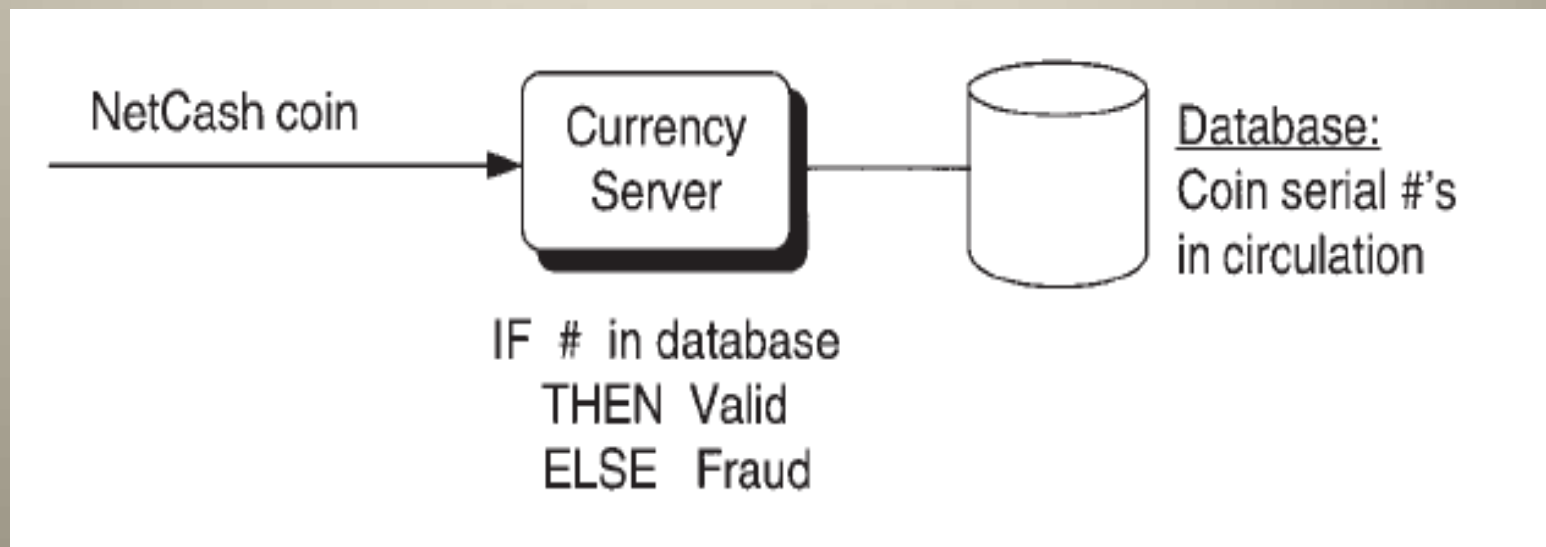 NetCash coin
Currency
Server
Database:
Coin serial #'s
in circulation
IF # in database
THEN Valid
ELSE Fraud